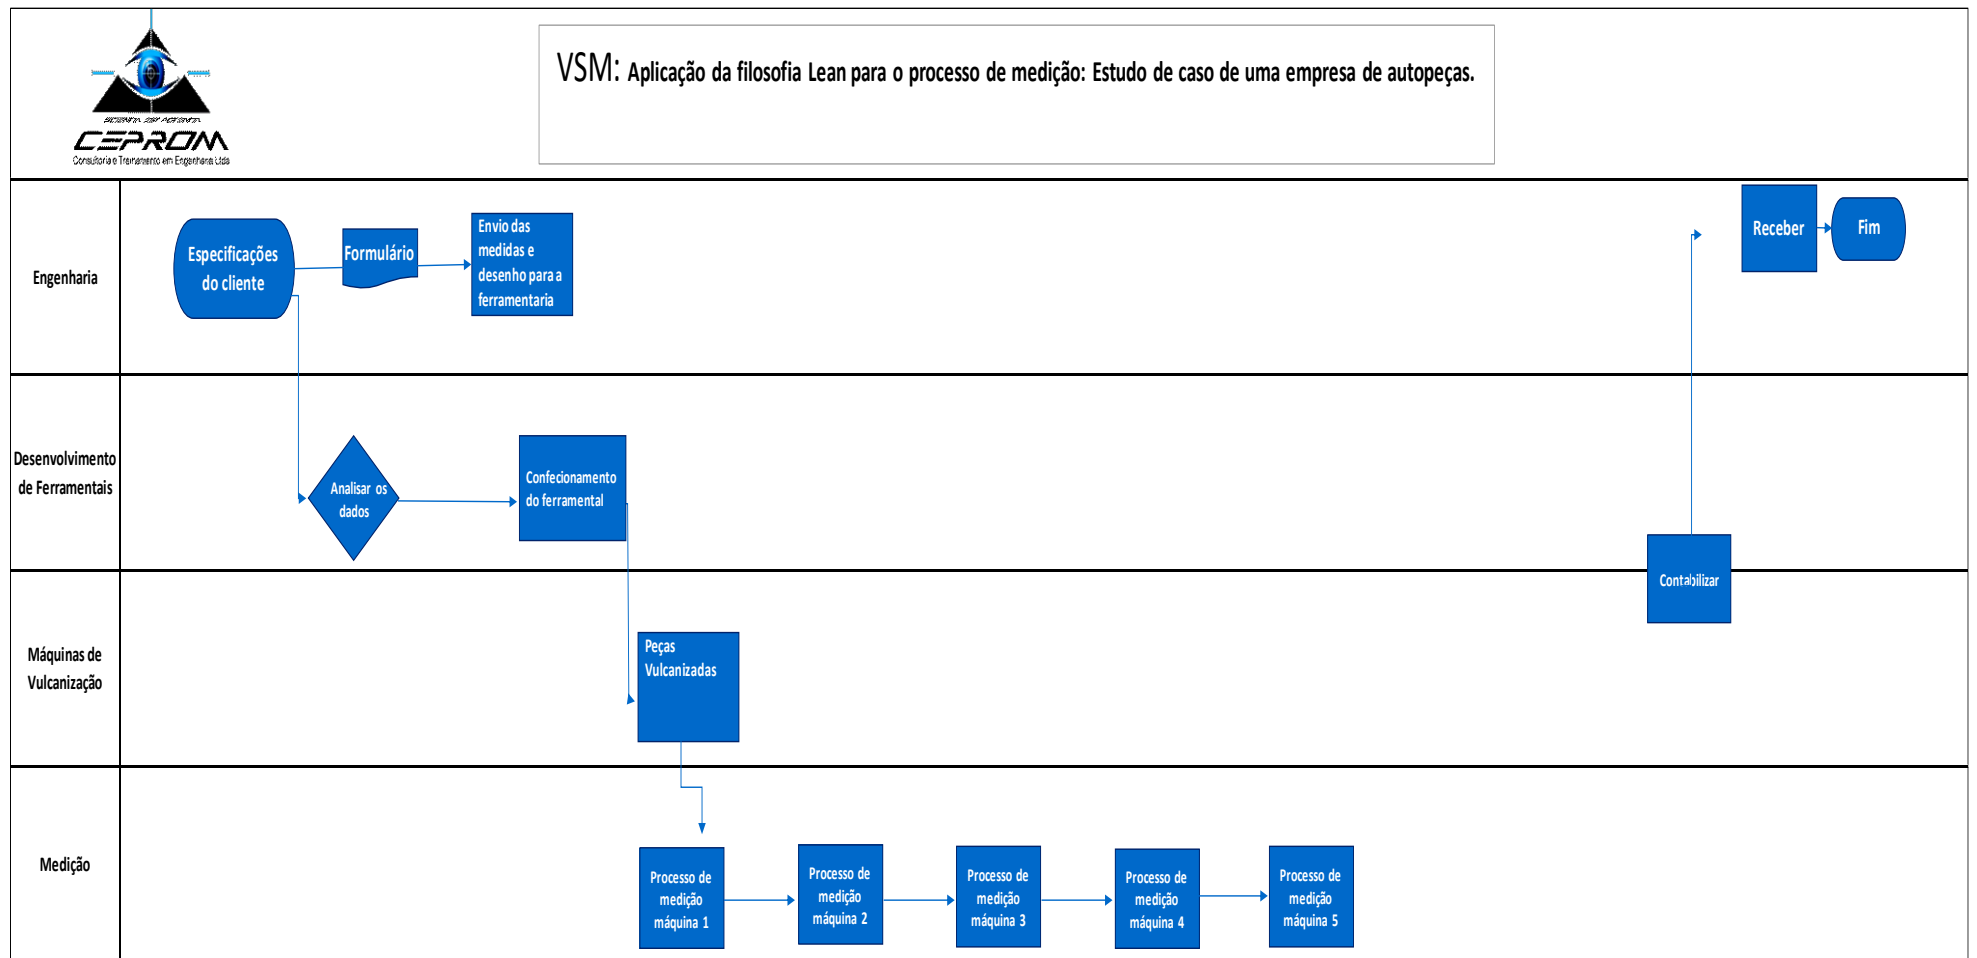 CEPROM
Consultoria e Treinamento em Engenharia Ltda
VSM: Aplicação da filosofia Lean para o processo de medição: Estudo de caso de uma empresa de autopeças.
Engenharia
Especificações
do cliente
Formulário
Envio das
medidas e
desenho para a
ferramentaria
Receber
Fim
Desenvolvimento
de Ferramentais
Analisar os
dados
Confecionamento
do ferramental
Contabilizar
Máquinas de
Vulcanização
Peças
Vulcanizadas
Medição
Processo de
medição
máquina 1
Processo de
medição
máquina 2
Processo de
medição
máquina 3
Processo de
medição
máquina 4
Processo de
medição
máquina 5